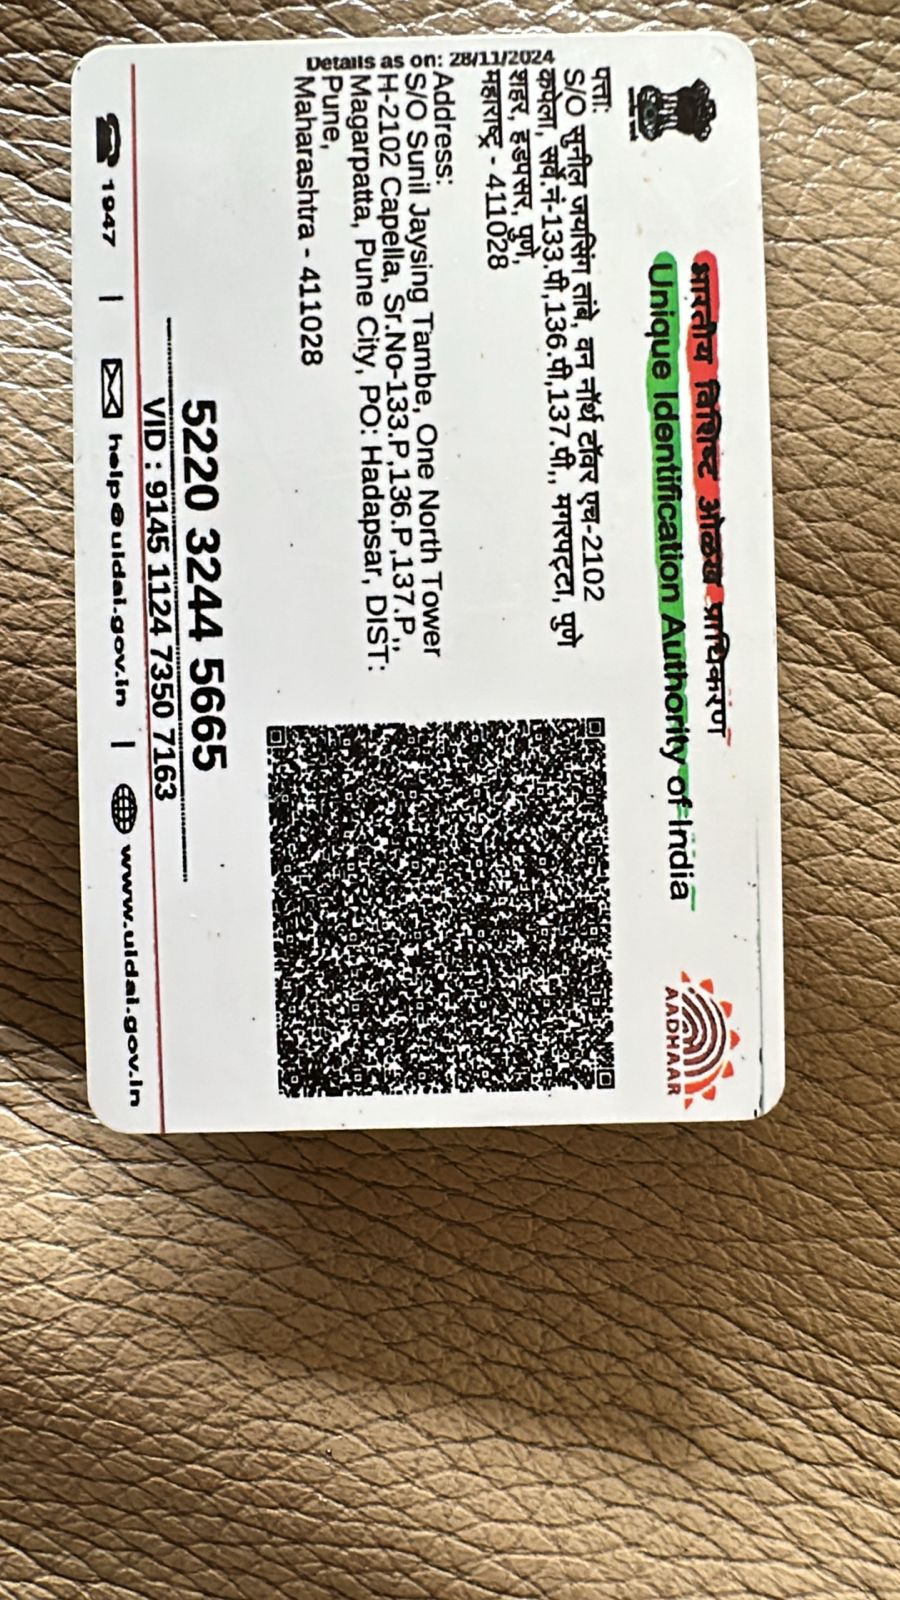 भारतीय विशिष्ट ओळख प्राधिकरण
Unique Identification Authority of India
AADHAAR
Details as on: 28/11/2024
पत्ता:
S/O सुनील जयसिंग तांबे, वन नॉर्थ टॉवर एच-2102
कपेला, सर्वे.नं-133.पी,136.पी,137.पी,, मगरपट्टा, पुणे
शहर, हडपसर, पुणे,
महाराष्ट्र - 411028
Address:
S/O Sunil Jaysing Tambe, One North Tower
H-2102 Capella, Sr.No-133.P,136.P,137.P,,
Magarpatta, Pune City, PO: Hadapsar, DIST:
Pune,
Maharashtra - 411028
5220 3244 5665
VID : 9145 1124 7350 7163
1947 | help@uidai.gov.in | www.uidai.gov.in